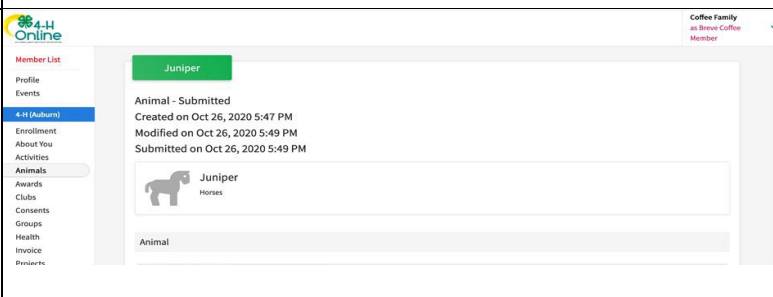 4-H
Online
Coffee Family
as Breve Coffee
Member
Member List
Profile
Events
4-H (Auburn)
Enrollment
About You
Activities
Animals
Awards
Clubs
Consents
Groups
Health
Invoice
Projects
Juniper
Animal - Submitted
Created on Oct 26, 2020 5:47 PM
Modified on Oct 26, 2020 5:49 PM
Submitted on Oct 26, 2020 5:49 PM
Juniper
Horses
Animal